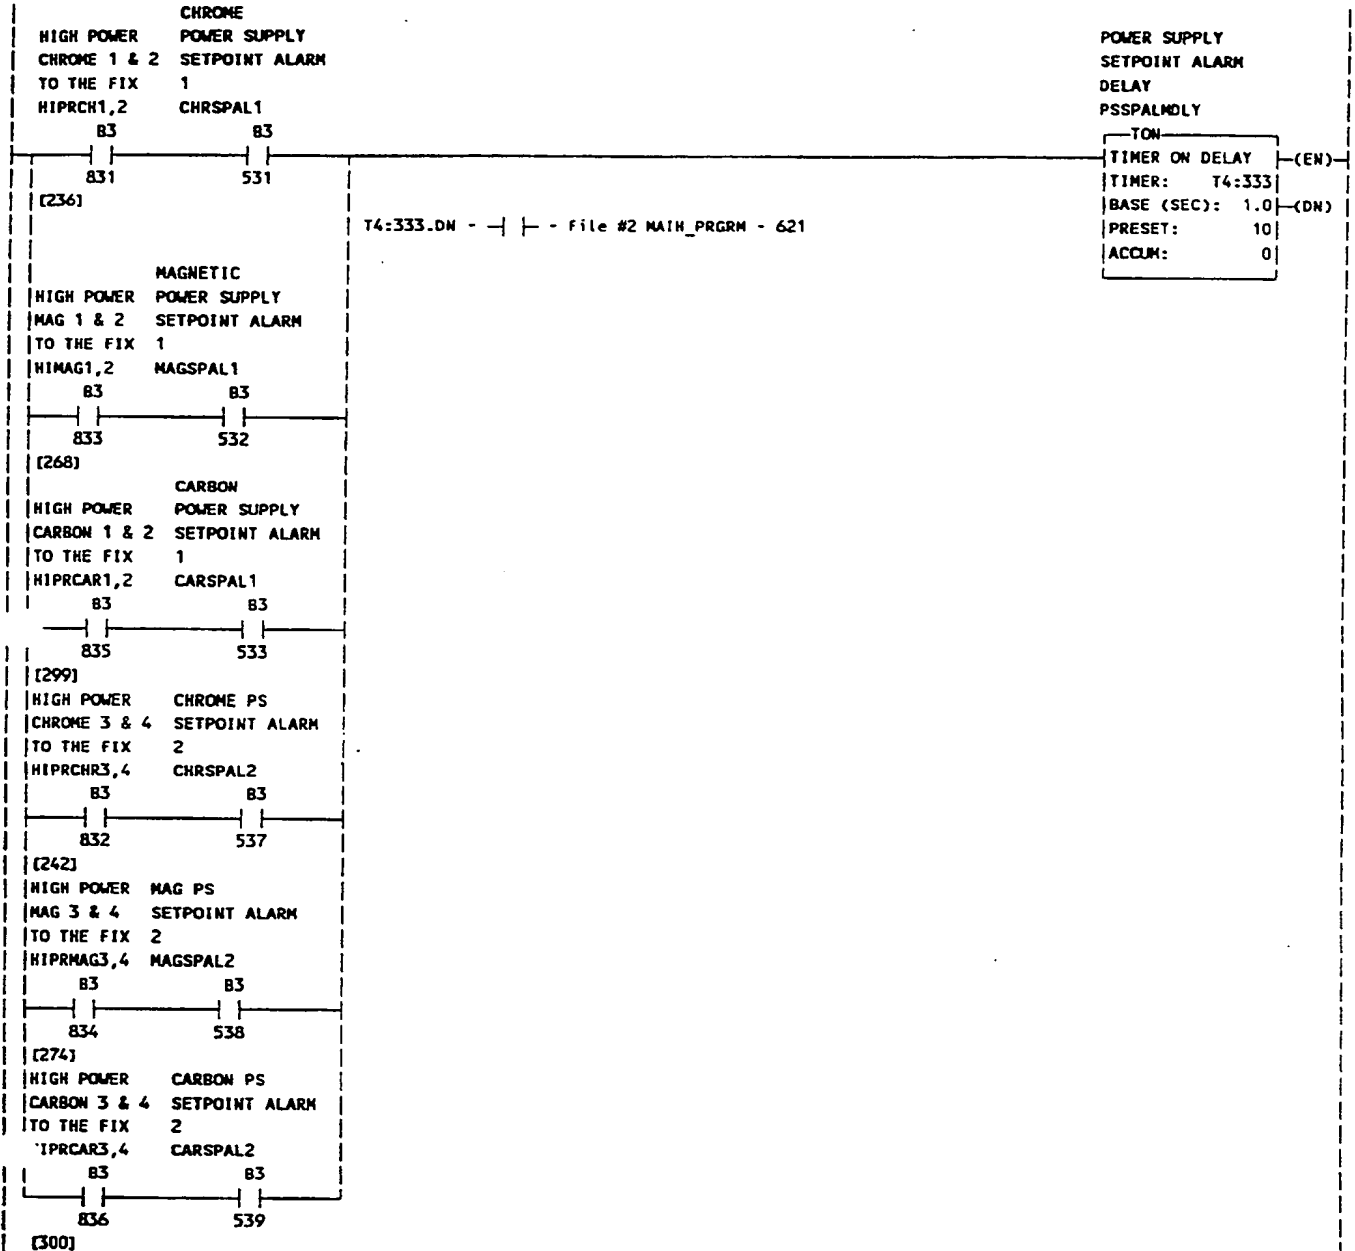 CHROME
HIGH POWER POWER SUPPLY
CHROME 1 & 2 SETPOINT ALARM
TO THE FIX 1
HIPRCH1,2 CHRSPAL1
B3 B3
831 531
[236]
POWER SUPPLY
SETPOINT ALARM
DELAY
PSSPALMDLY
TON
TIMER ON DELAY (EN)
TIMER: T4:333
BASE (SEC): 1.0 (DN)
PRESET: 10
ACCUM: 0
T4:333.DN - ┤ ├ - File #2 MAIN_PRGRM - 621
MAGNETIC
HIGH POWER POWER SUPPLY
MAG 1 & 2 SETPOINT ALARM
TO THE FIX 1
HIMAG1,2 MAGSPAL1
B3 B3
833 532
[268]
CARBON
HIGH POWER POWER SUPPLY
CARBON 1 & 2 SETPOINT ALARM
TO THE FIX 1
HIPRCAR1,2 CARSPAL1
B3 B3
835 533
[299]
HIGH POWER CHROME PS
CHROME 3 & 4 SETPOINT ALARM
TO THE FIX 2
HIPRCHR3,4 CHRSPAL2
B3 B3
832 537
[242]
HIGH POWER MAG PS
MAG 3 & 4 SETPOINT ALARM
TO THE FIX 2
HIPRMAG3,4 MAGSPAL2
B3 B3
834 538
[274]
HIGH POWER CARBON PS
CARBON 3 & 4 SETPOINT ALARM
TO THE FIX 2
IPRCAR3,4 CARSPAL2
B3 B3
836 539
[300]